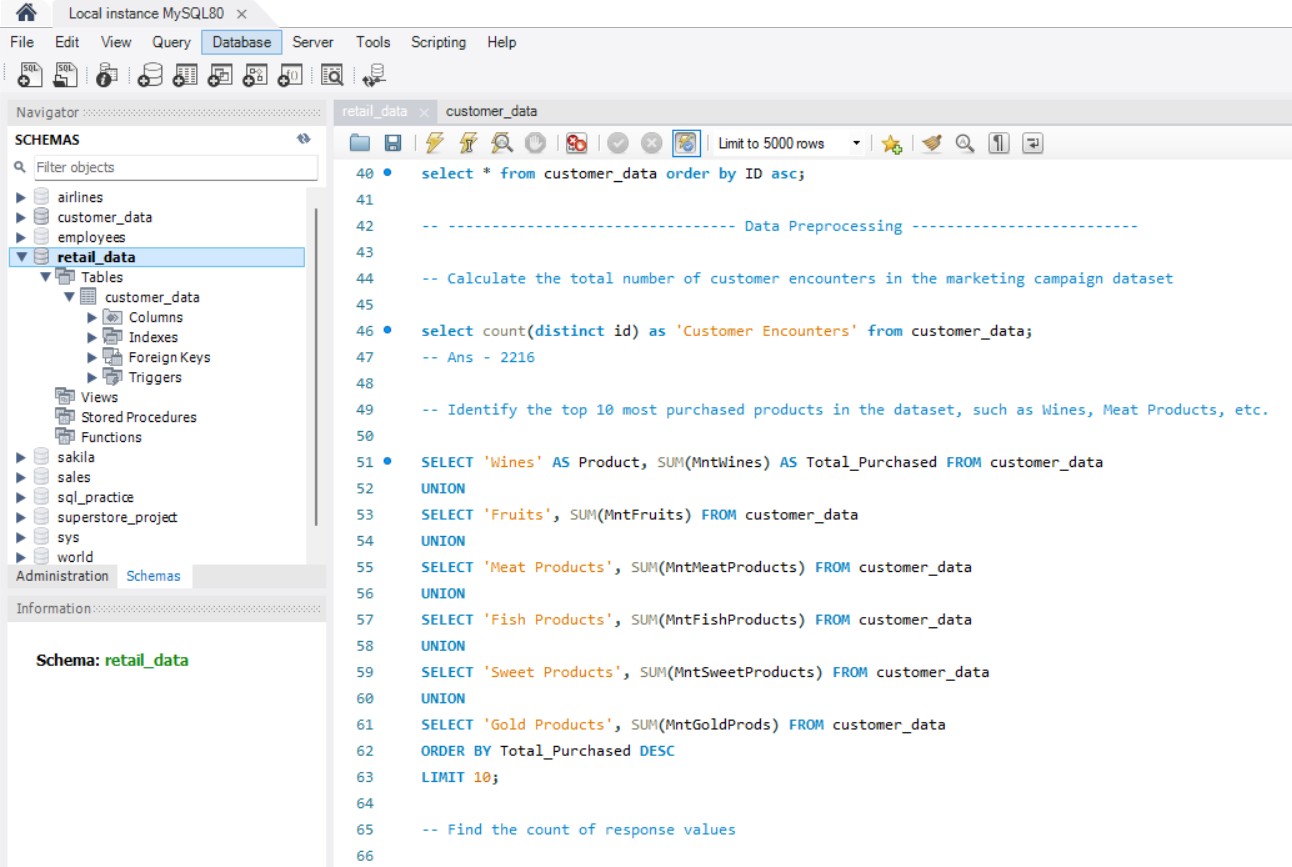 Local instance MySQL80 ×
File Edit View Query Database Server Tools Scripting Help
Navigator
SCHEMAS
Filter objects
airlines
customer_data
employees
retail_data
Tables
customer_data
Columns
Indexes
Foreign Keys
Triggers
Views
Stored Procedures
Functions
sakila
sales
sql_practice
superstore_project
sys
world
Administration Schemas
Information
Schema: retail_data
retail_data × customer_data
Limit to 5000 rows
40 select * from customer_data order by ID asc;
41
42 -- --------------------------------- Data Preprocessing --------------------------
43
44 -- Calculate the total number of customer encounters in the marketing campaign dataset
45
46 select count(distinct id) as 'Customer Encounters' from customer_data;
47 -- Ans - 2216
48
49 -- Identify the top 10 most purchased products in the dataset, such as Wines, Meat Products, etc.
50
51 SELECT 'Wines' AS Product, SUM(MntWines) AS Total_Purchased FROM customer_data
52 UNION
53 SELECT 'Fruits', SUM(MntFruits) FROM customer_data
54 UNION
55 SELECT 'Meat Products', SUM(MntMeatProducts) FROM customer_data
56 UNION
57 SELECT 'Fish Products', SUM(MntFishProducts) FROM customer_data
58 UNION
59 SELECT 'Sweet Products', SUM(MntSweetProducts) FROM customer_data
60 UNION
61 SELECT 'Gold Products', SUM(MntGoldProds) FROM customer_data
62 ORDER BY Total_Purchased DESC
63 LIMIT 10;
64
65 -- Find the count of response values
66